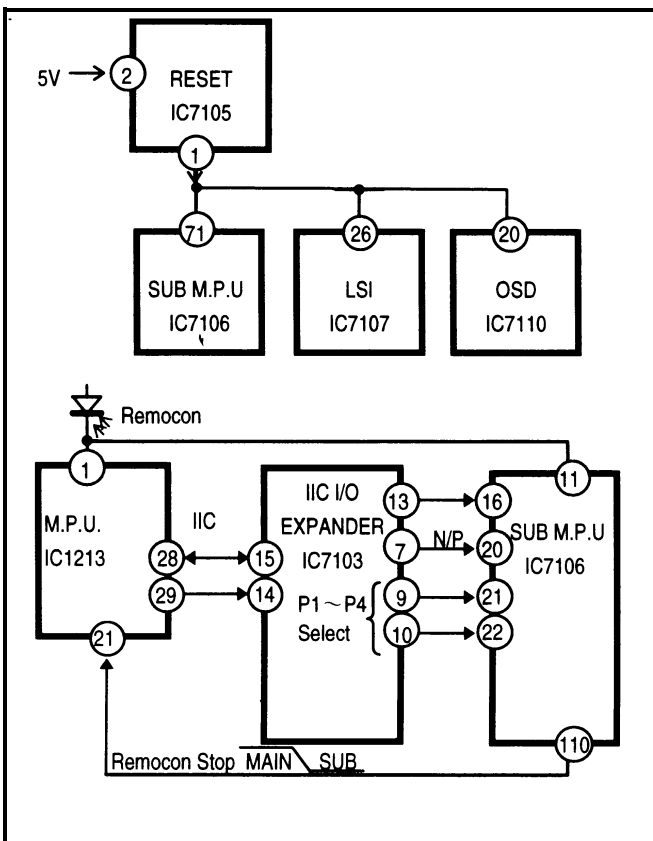 5V
2
RESET
IC7105
1
71
26
20
SUB M.P.U
IC7106
LSI
IC7107
OSD
IC7110
Remocon
1
11
M.P.U.
IC1213
IIC
IIC I/O
EXPANDER
IC7103
13
16
SUB M.P.U
IC7106
7
N/P
20
28
15
29
14
P1～P4
Select
9
21
10
22
21
110
Remocon Stop MAIN SUB